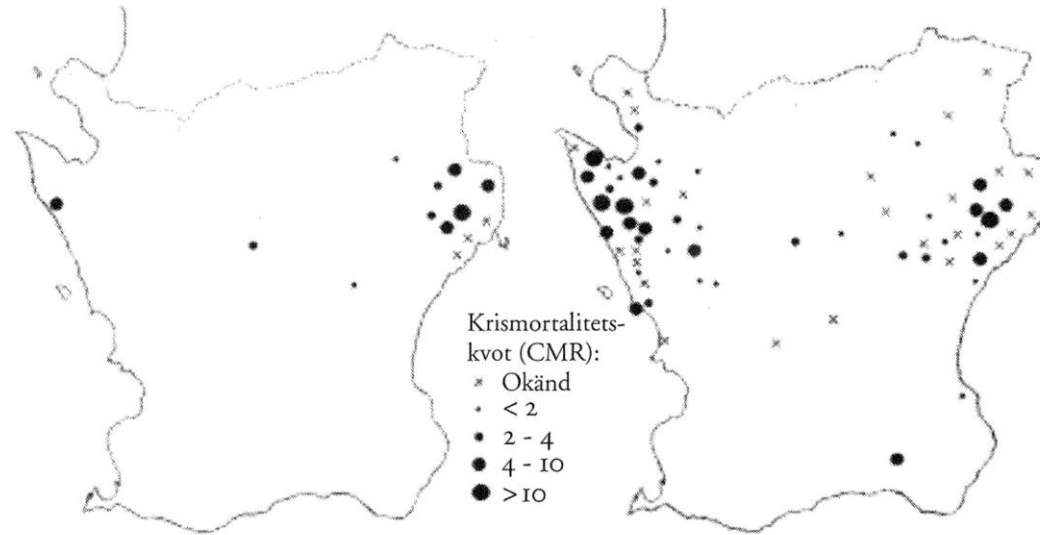 Krismortalitets-
kvot (CMR):
Okänd
< 2
2 - 4
4 - 10
> 10